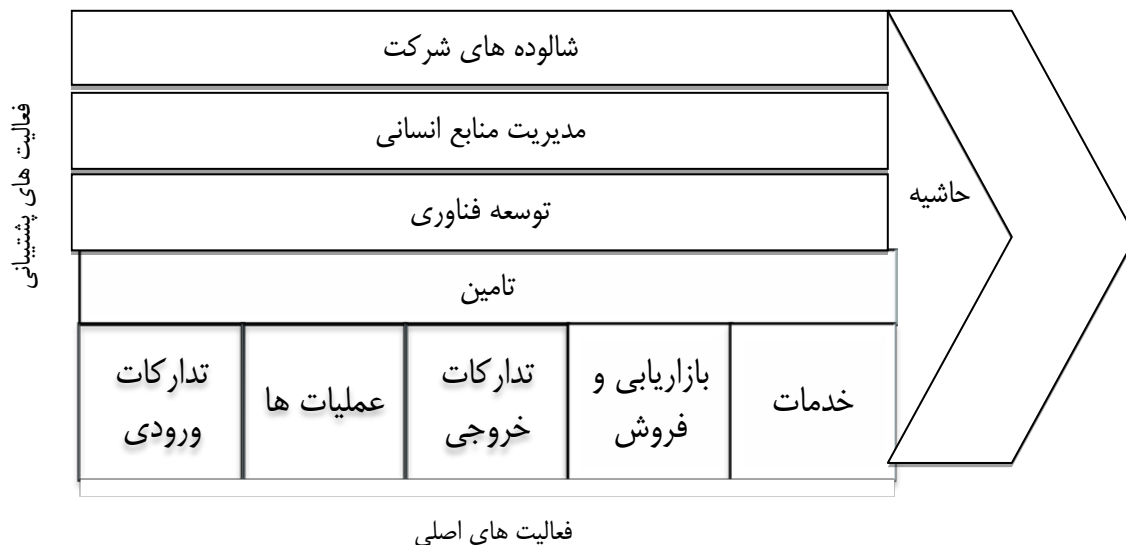 شالوده های شرکت
مدیریت منابع انسانی
توسعه فناوری
تامین
فعالیت های پشتیبانی
حاشیه
تدارکات
ورودی
عملیات ها
تدارکات
خروجی
بازاریابی و
فروش
خدمات
فعالیت های اصلی